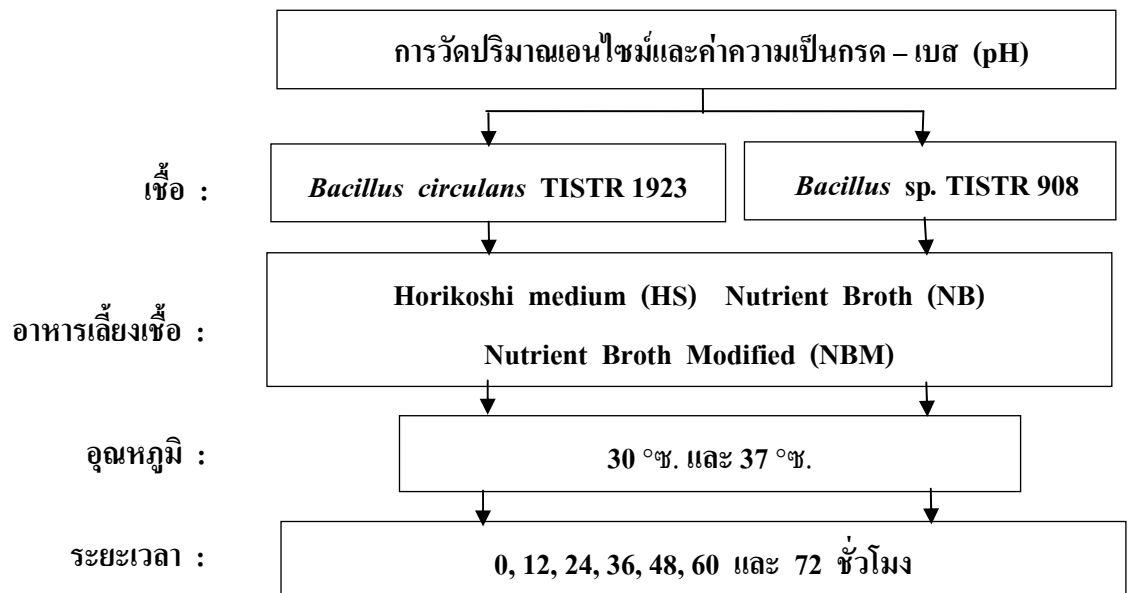 การวัดปริมาณเอนไซม์และค่าความเป็นกรด – เบส (pH)
เชื้อ :
Bacillus circulans TISTR 1923
Bacillus sp. TISTR 908
อาหารเลี้ยงเชื้อ :
Horikoshi medium (HS) Nutrient Broth (NB)
Nutrient Broth Modified (NBM)
อุณหภูมิ :
30 °ซ. และ 37 °ซ.
ระยะเวลา :
0, 12, 24, 36, 48, 60 และ 72 ชั่วโมง